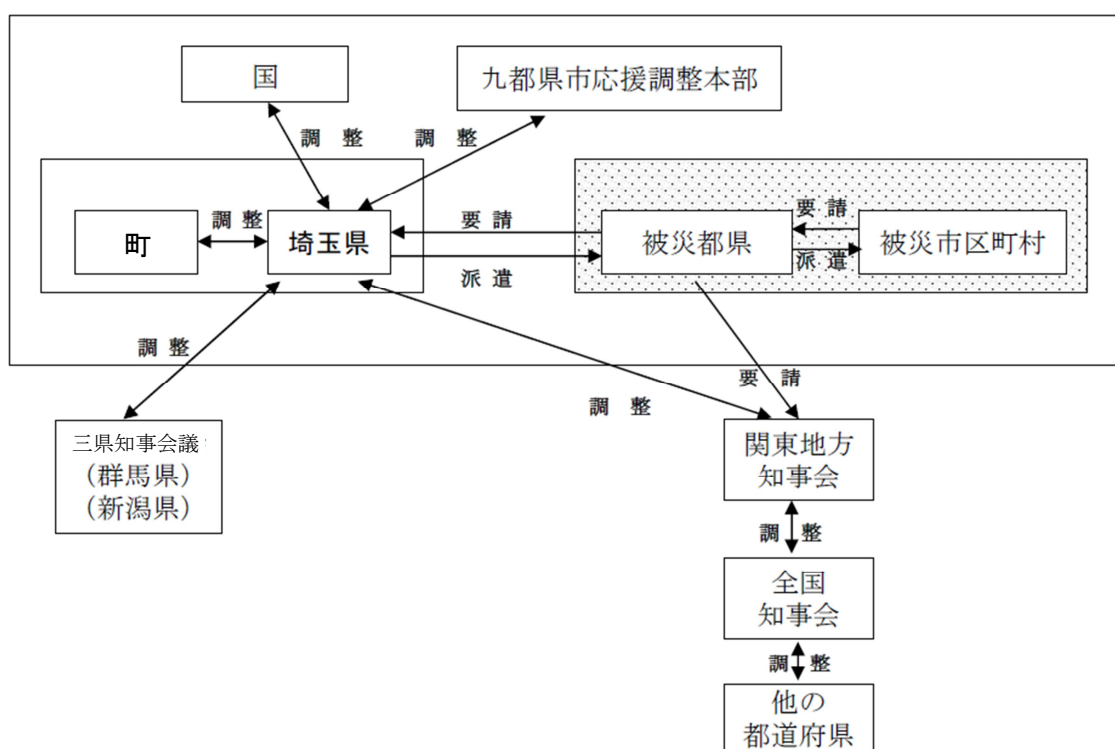 国
九都県市応援調整本部
調 整
調 整
町
調 整
埼玉県
要 請
派 遣
被災都県
要 請
派 遣
被災市区町村
調 整
要 請
調 整
三県知事会議
(群馬県)
(新潟県)
関東地方
知事会
調 整
全国
知事会
調 整
他の
都道府県